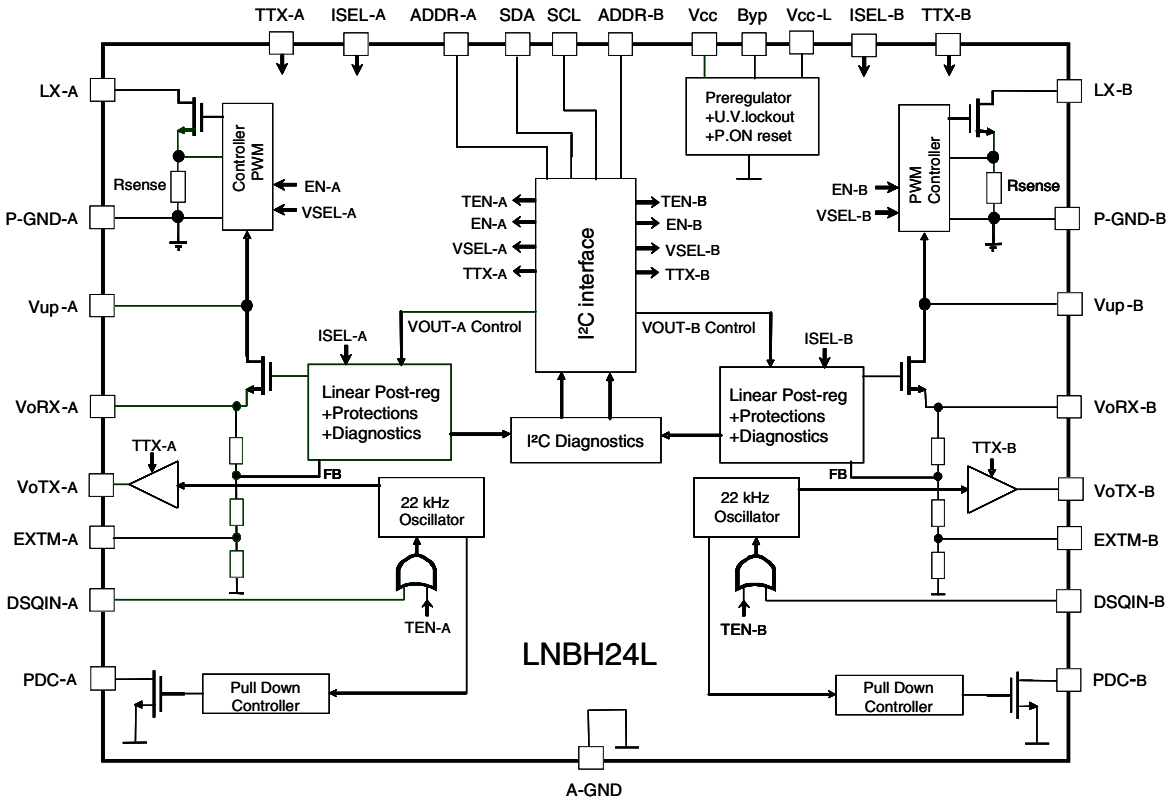 TTX-A
ISEL-A
ADDR-A
SDA
SCL
ADDR-B
Vcc
Byp
Vcc-L
ISEL-B
TTX-B
LX-A
LX-B
Controller
PWM
Rsense
EN-A
VSEL-A
P-GND-A
Preregulator
+U.V.lockout
+P.ON reset
PWM
Controller
Rsense
EN-B
VSEL-B
P-GND-B
TEN-A
EN-A
VSEL-A
TTX-A
I²C interface
TEN-B
EN-B
VSEL-B
TTX-B
Vup-A
Vup-B
VOUT-A Control
VOUT-B Control
ISEL-A
ISEL-B
Linear Post-reg
+Protections
+Diagnostics
I²C Diagnostics
Linear Post-reg
+Protections
+Diagnostics
VoRX-A
VoRX-B
TTX-A
FB
FB
TTX-B
VoTX-A
VoTX-B
22 kHz
Oscillator
22 kHz
Oscillator
EXTM-A
EXTM-B
DSQIN-A
DSQIN-B
TEN-A
TEN-B
LNBH24L
PDC-A
PDC-B
Pull Down
Controller
Pull Down
Controller
A-GND